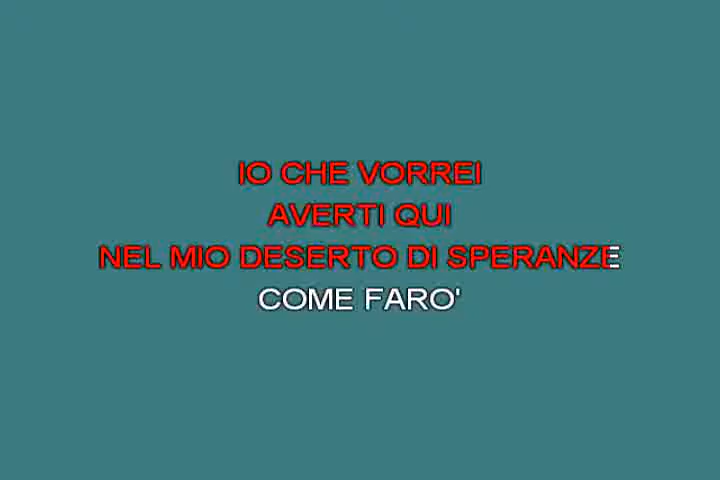 IO CHE VORREI
AVERTI QUI
NEL MIO DESERTO DI SPERANZE
COME FARO'